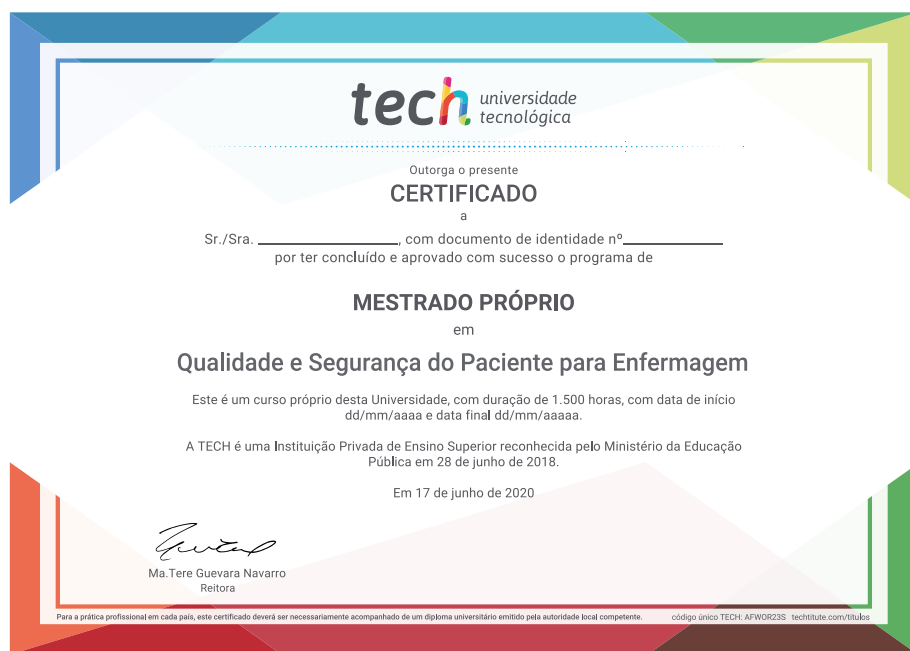 tech universidade
tecnológica
Outorga o presente
CERTIFICADO
a
Sr./Sra. ____________________, com documento de identidade nº______________
por ter concluído e aprovado com sucesso o programa de
MESTRADO PRÓPRIO
em
Qualidade e Segurança do Paciente para Enfermagem
Este é um curso próprio desta Universidade, com duração de 1.500 horas, com data de início
dd/mm/aaaa e data final dd/mm/aaaaa.
A TECH é uma Instituição Privada de Ensino Superior reconhecida pelo Ministério da Educação
Pública em 28 de junho de 2018.
Em 17 de junho de 2020
Ma.Tere Guevara Navarro
Reitora
Para a prática profissional em cada país, este certificado deverá ser necessariamente acompanhado de um diploma universitário emitido pela autoridade local competente. código único TECH: AFWOR23S techtitute.com/titulos